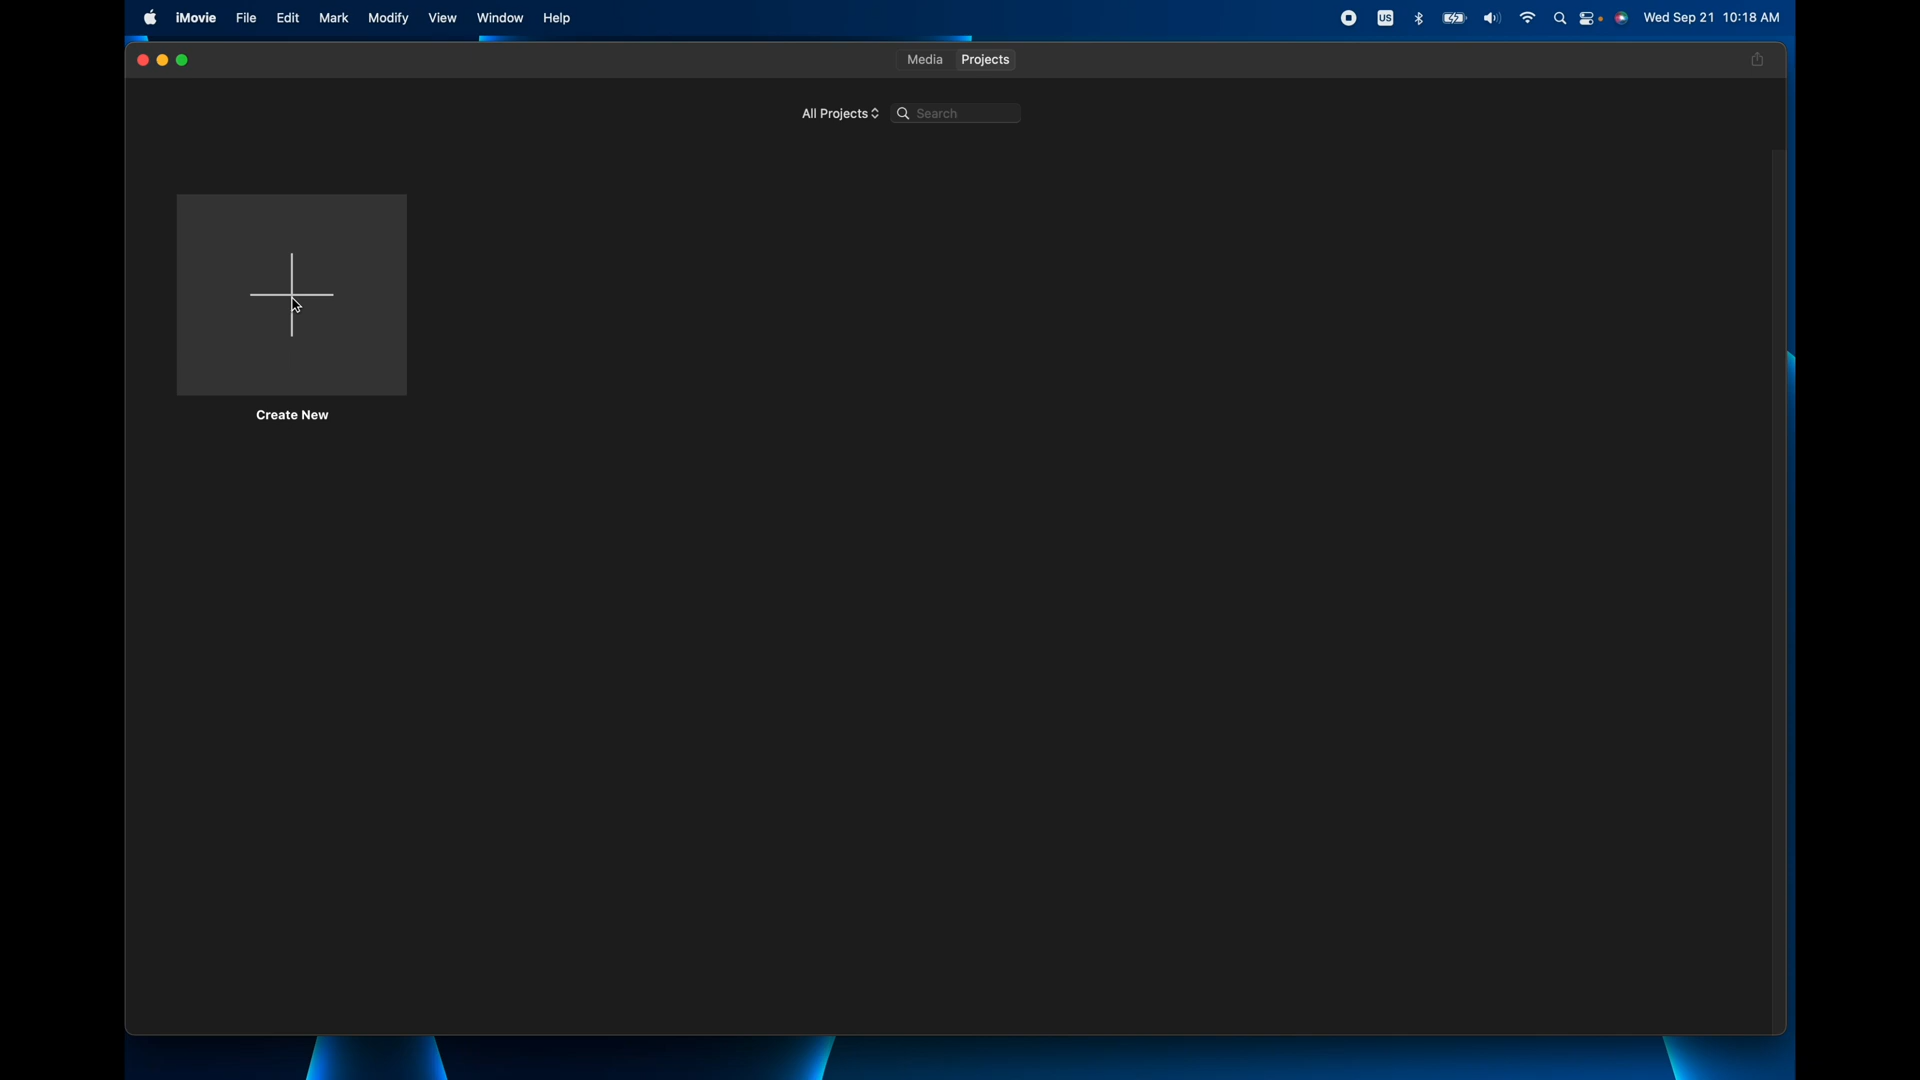 iMovie File Edit Mark Modify View Window Help US Wed Sep 21 10:18 AM
Media Projects
All Projects Search
Create New